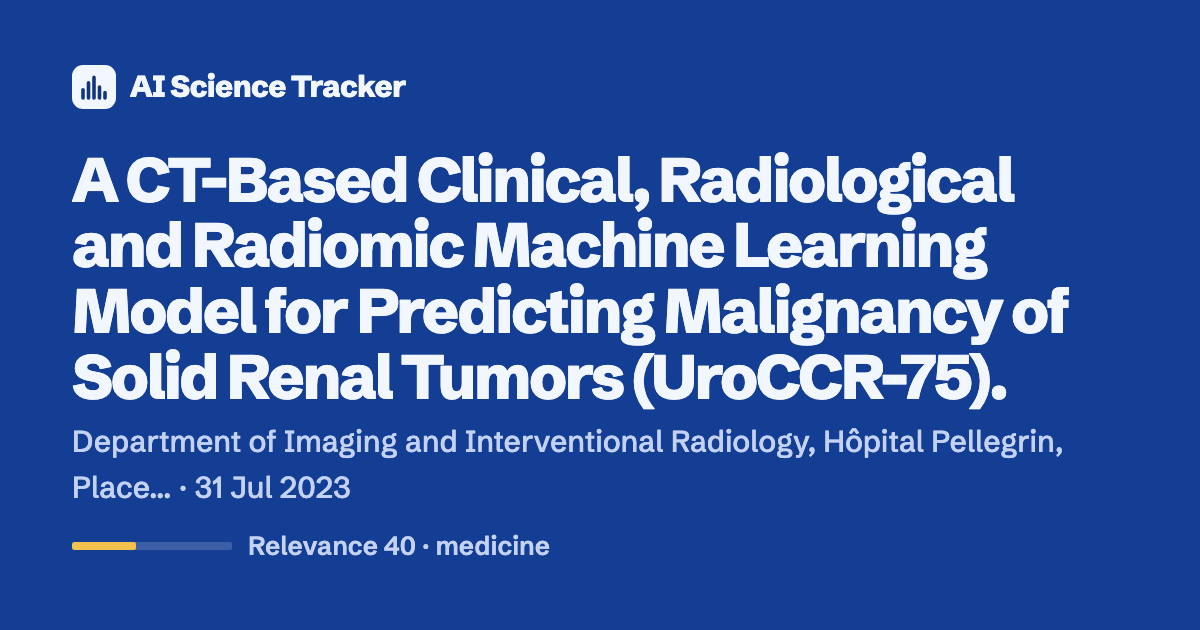 AI Science Tracker
A CT-Based Clinical, Radiological
and Radiomic Machine Learning
Model for Predicting Malignancy of
Solid Renal Tumors (UroCCR-75).
Department of Imaging and Interventional Radiology, Hôpital Pellegrin,
Place... · 31 Jul 2023
Relevance 40 · medicine